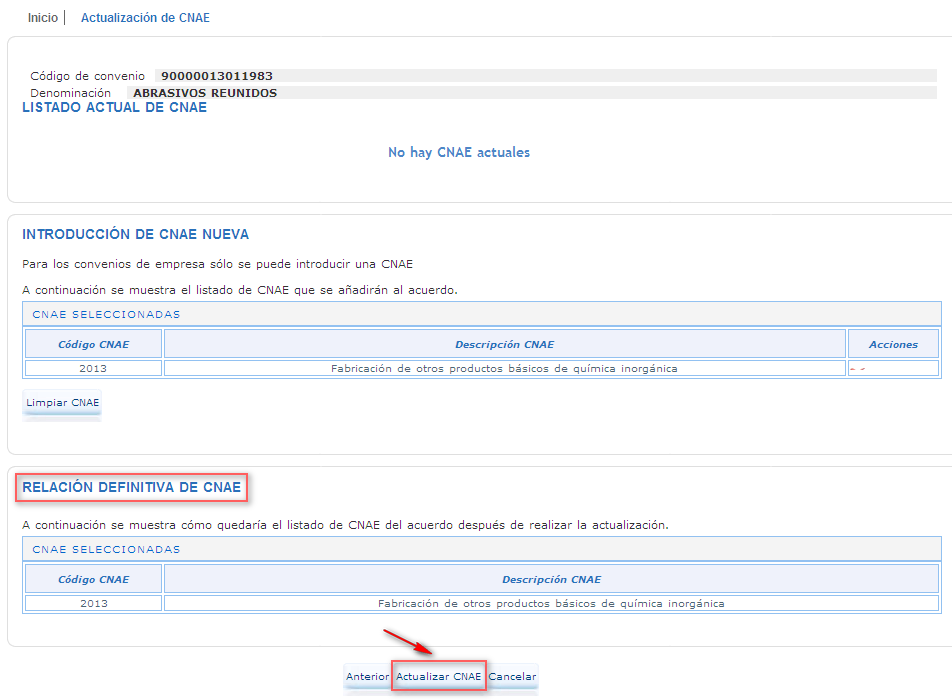 Inicio | Actualización de CNAE
Código de convenio 90000013011983
Denominación ABRASIVOS REUNIDOS
LISTADO ACTUAL DE CNAE
No hay CNAE actuales
INTRODUCCIÓN DE CNAE NUEVA
Para los convenios de empresa sólo se puede introducir una CNAE
A continuación se muestra el listado de CNAE que se añadirán al acuerdo.
CNAE SELECCIONADAS
Código CNAE Descripción CNAE Acciones
2013 Fabricación de otros productos básicos de química inorgánica
Limpiar CNAE
RELACIÓN DEFINITIVA DE CNAE
A continuación se muestra cómo quedaría el listado de CNAE del acuerdo después de realizar la actualización.
CNAE SELECCIONADAS
Código CNAE Descripción CNAE
2013 Fabricación de otros productos básicos de química inorgánica
Anterior Actualizar CNAE Cancelar